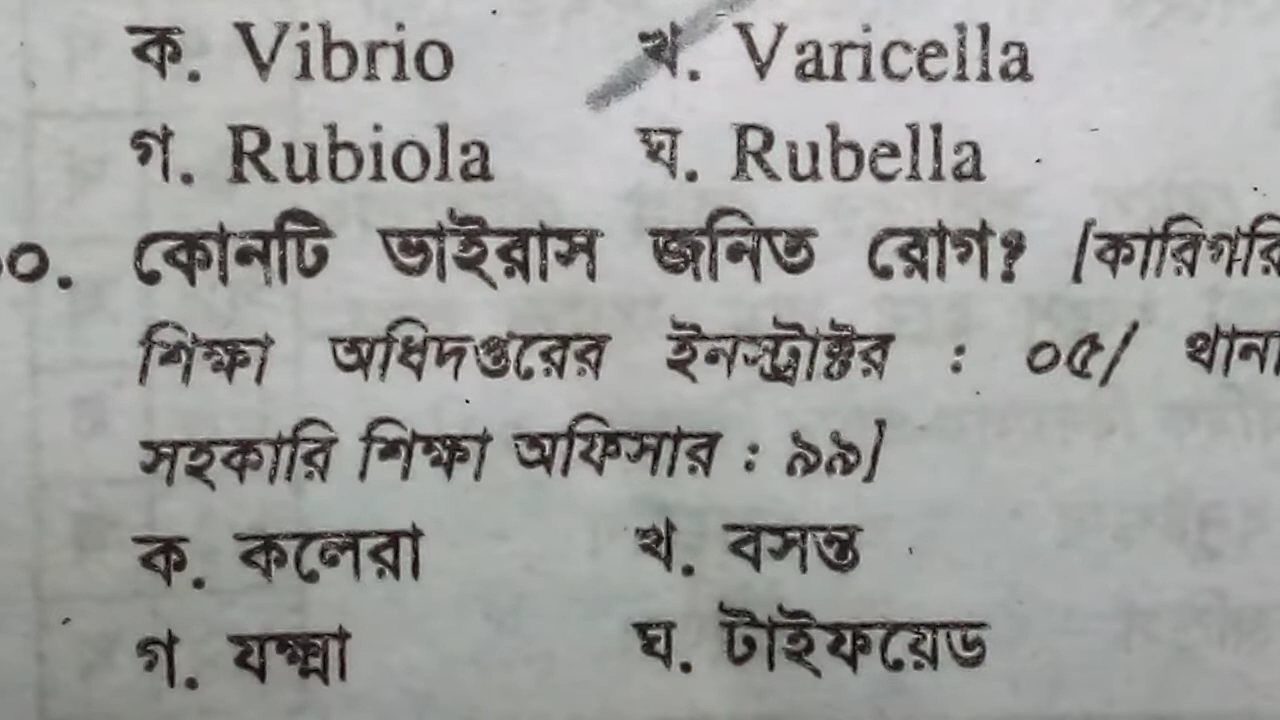 ক. Vibrio খ. Varicella
গ. Rubiola ঘ. Rubella
০. কোনটি ভাইরাস জনিত রোগ? [কারিগরি
শিক্ষা অধিদপ্তরের ইনস্ট্রাক্টর : ০৫/ থানা
সহকারি শিক্ষা অফিসার : ৯৯]
ক. কলেরা খ. বসন্ত
গ. যক্ষ্মা ঘ. টাইফয়েড